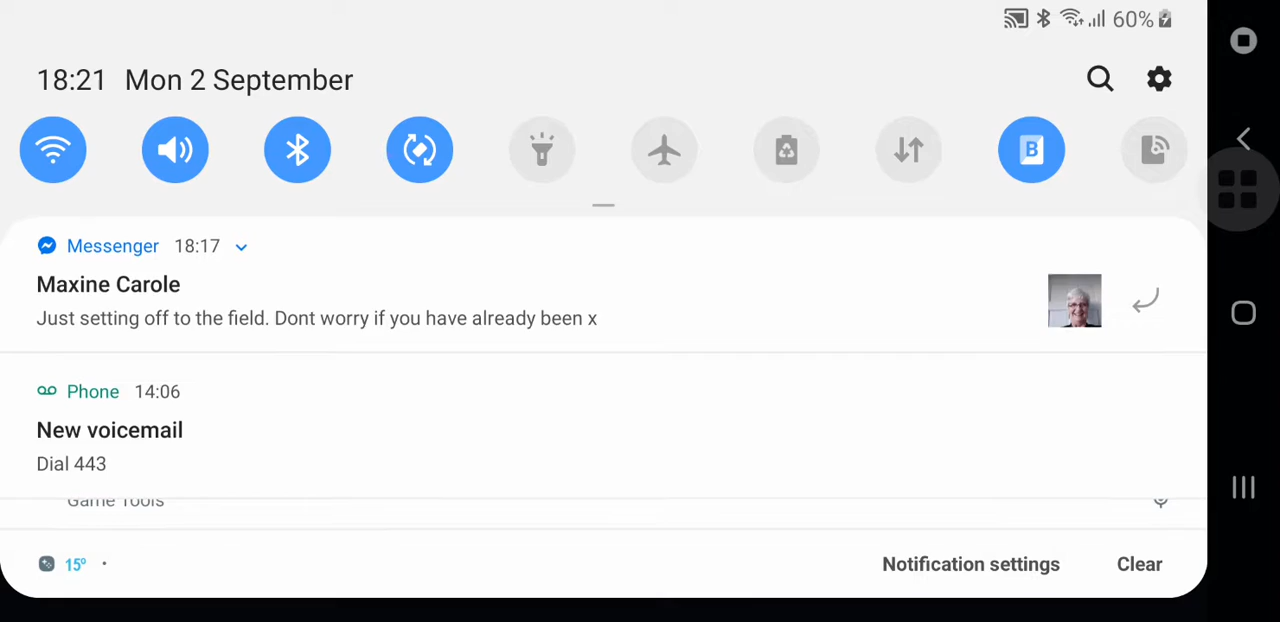 60%
18:21 Mon 2 September
B
Messenger 18:17
Maxine Carole
Just setting off to the field. Dont worry if you have already been x
Phone 14:06
New voicemail
Dial 443
Game Tools
15° Notification settings Clear